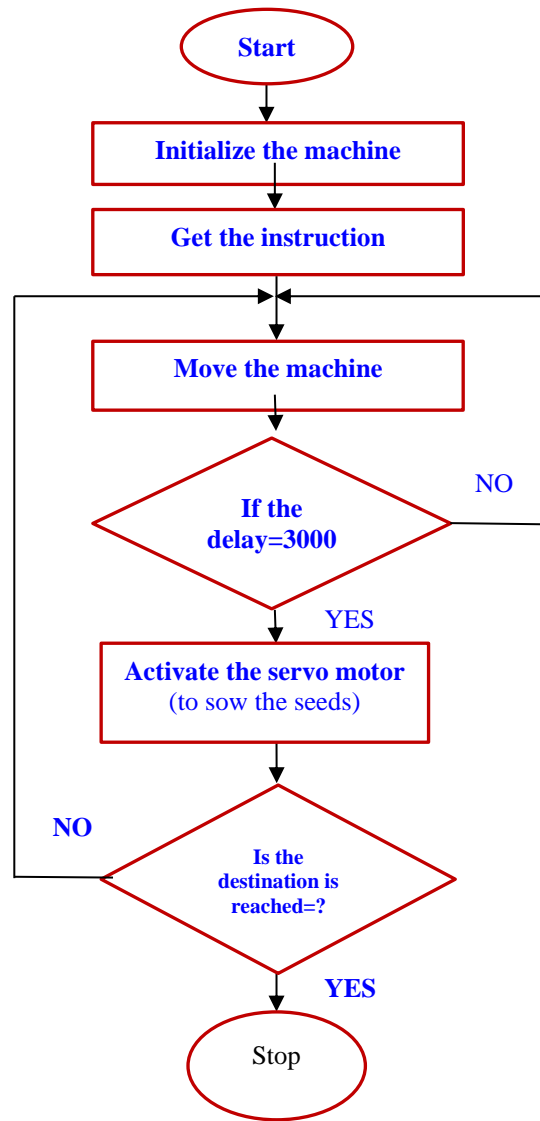 Start
Initialize the machine
Get the instruction
Move the machine
If the
delay=3000
NO
YES
Activate the servo motor
(to sow the seeds)
NO
Is the
destination is
reached=?
YES
Stop